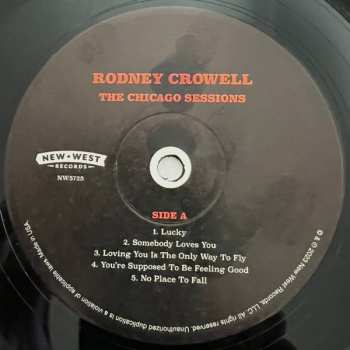 RODNEY CROWELL
THE CHICAGO SESSIONS
NEW ★ WEST
RECORDS
NW5723
SIDE A
1. Lucky
2. Somebody Loves You
3. Loving You Is The Only Way To Fly
4. You're Supposed To Be Feeling Good
5. No Place To Fall
℗ & © 2023 New West Records, LLC. All rights reserved. Unauthorized duplication is a violation of applicable laws. Made in USA.